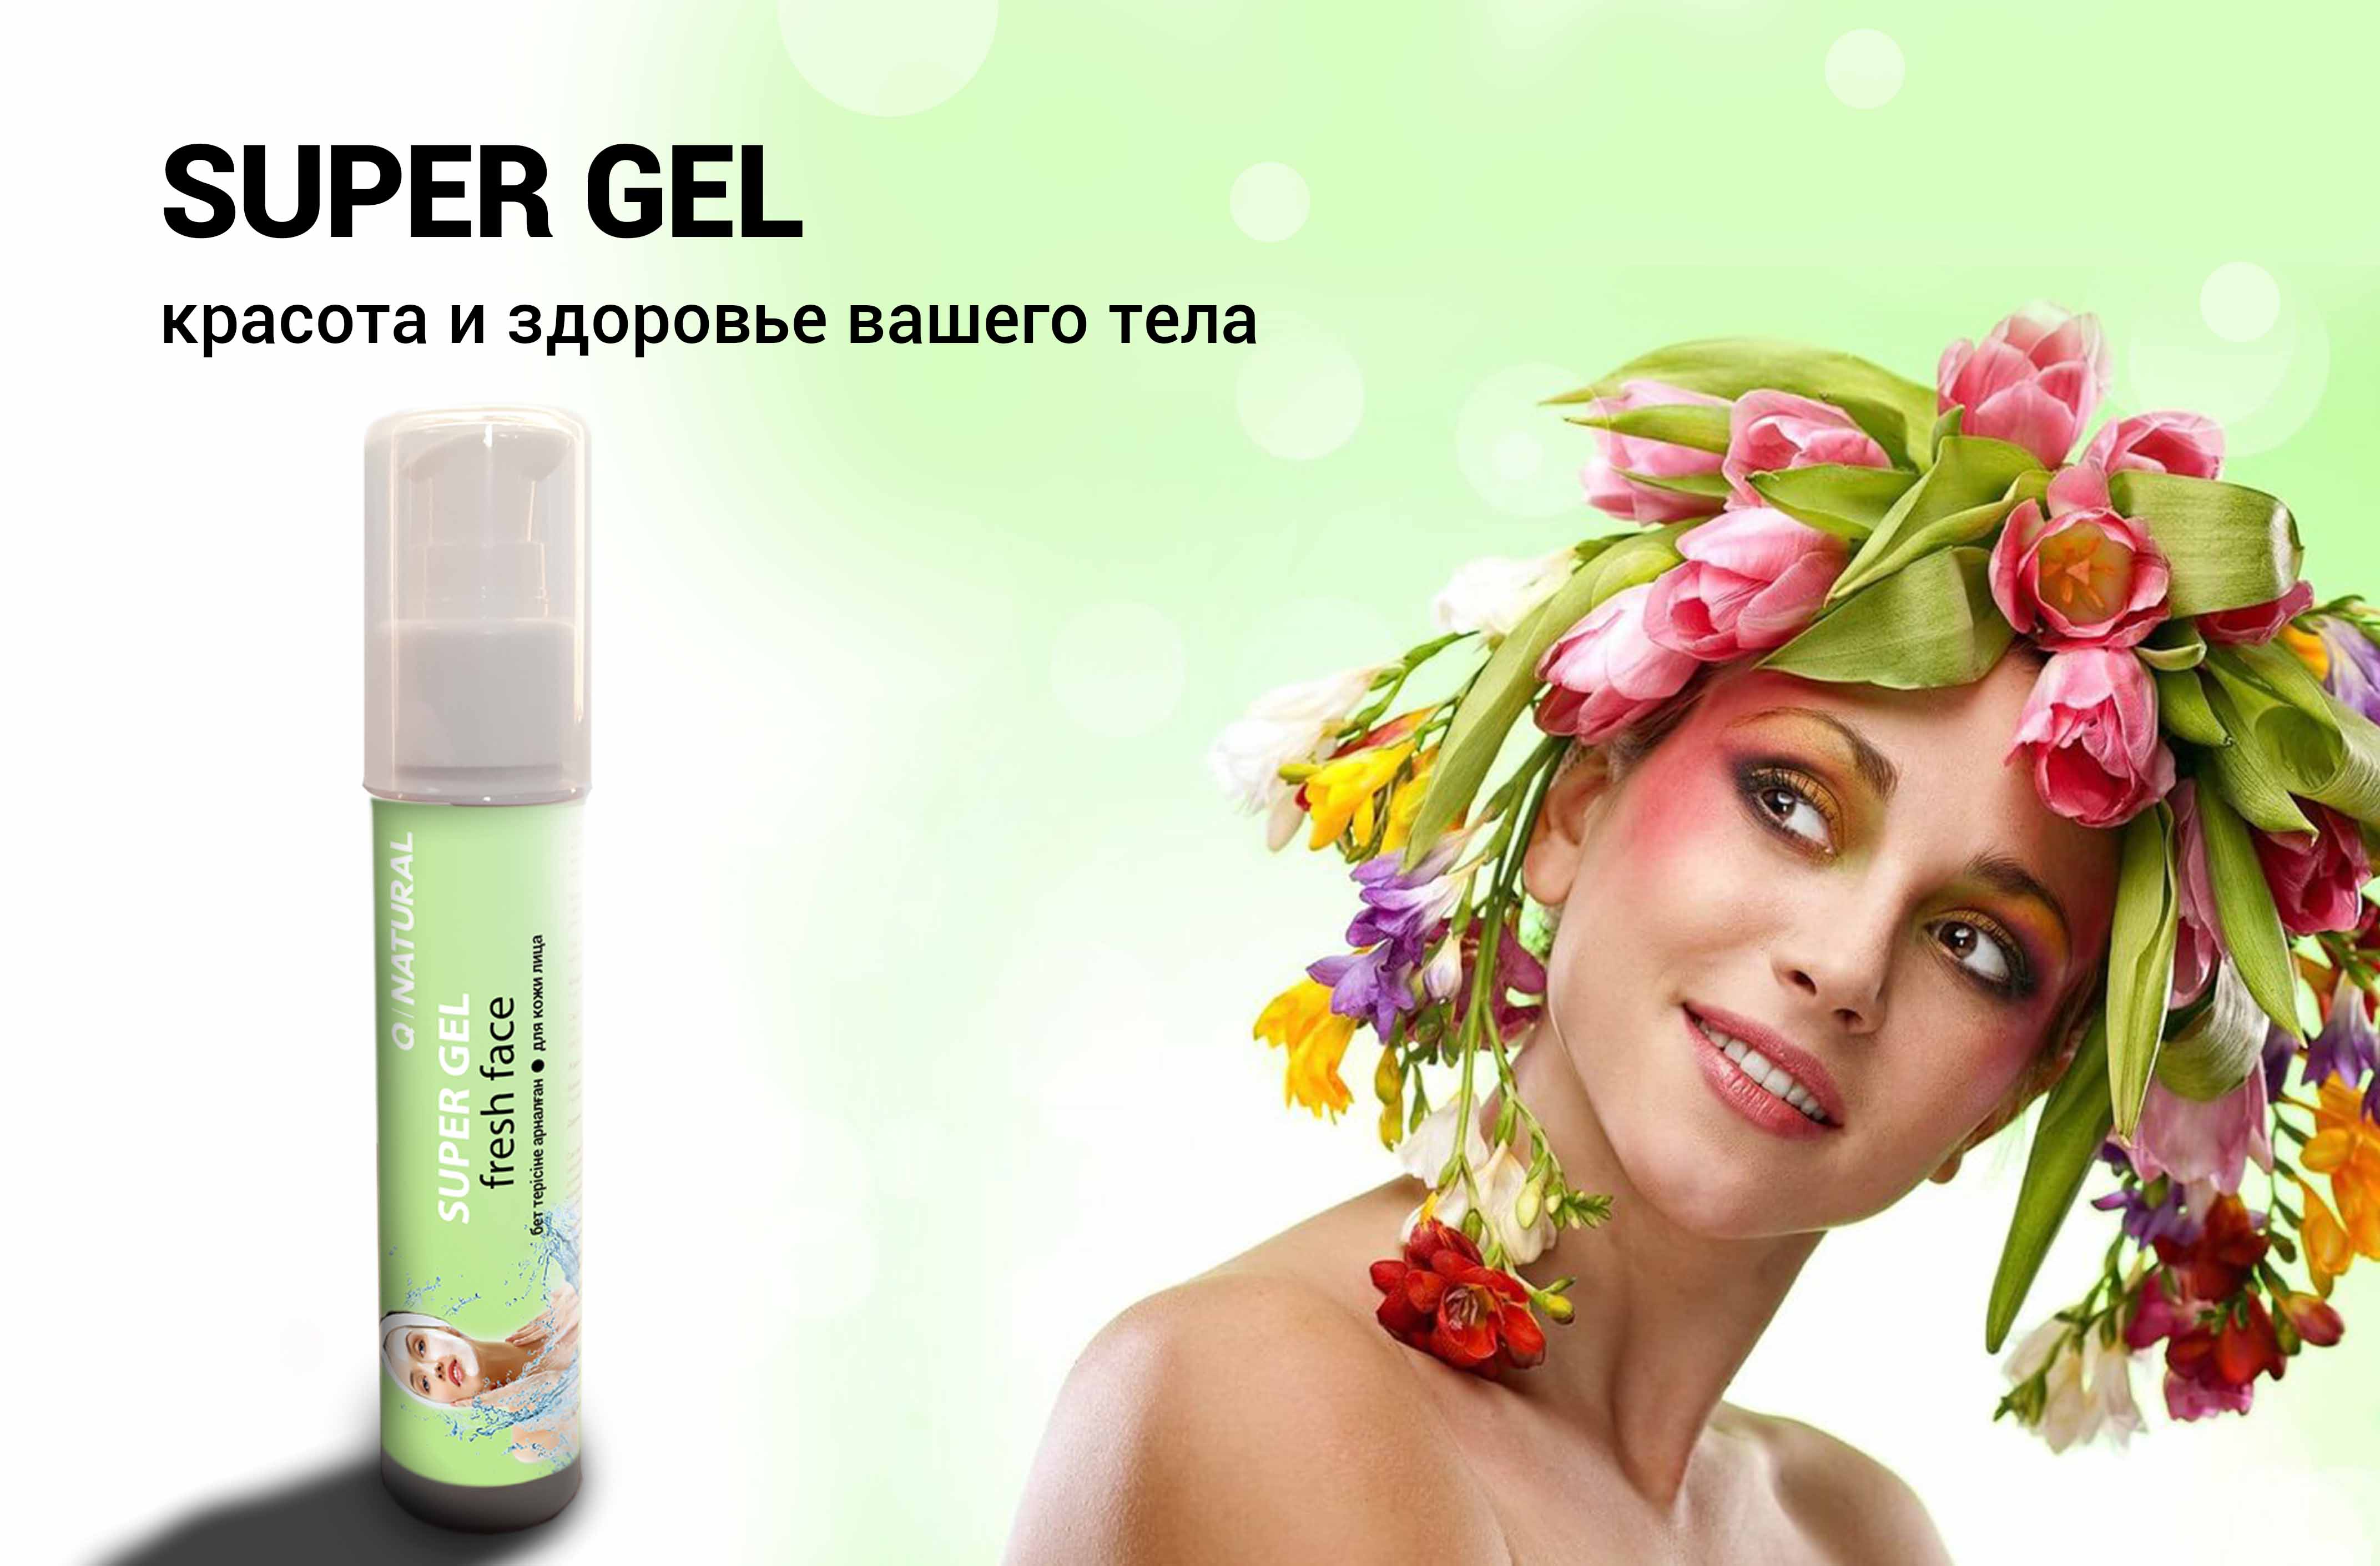 SUPER GEL
красота и здоровье вашего тела
Q / NATURAL
SUPER GEL
fresh face
бет терісіне арналған ● для кожи лица